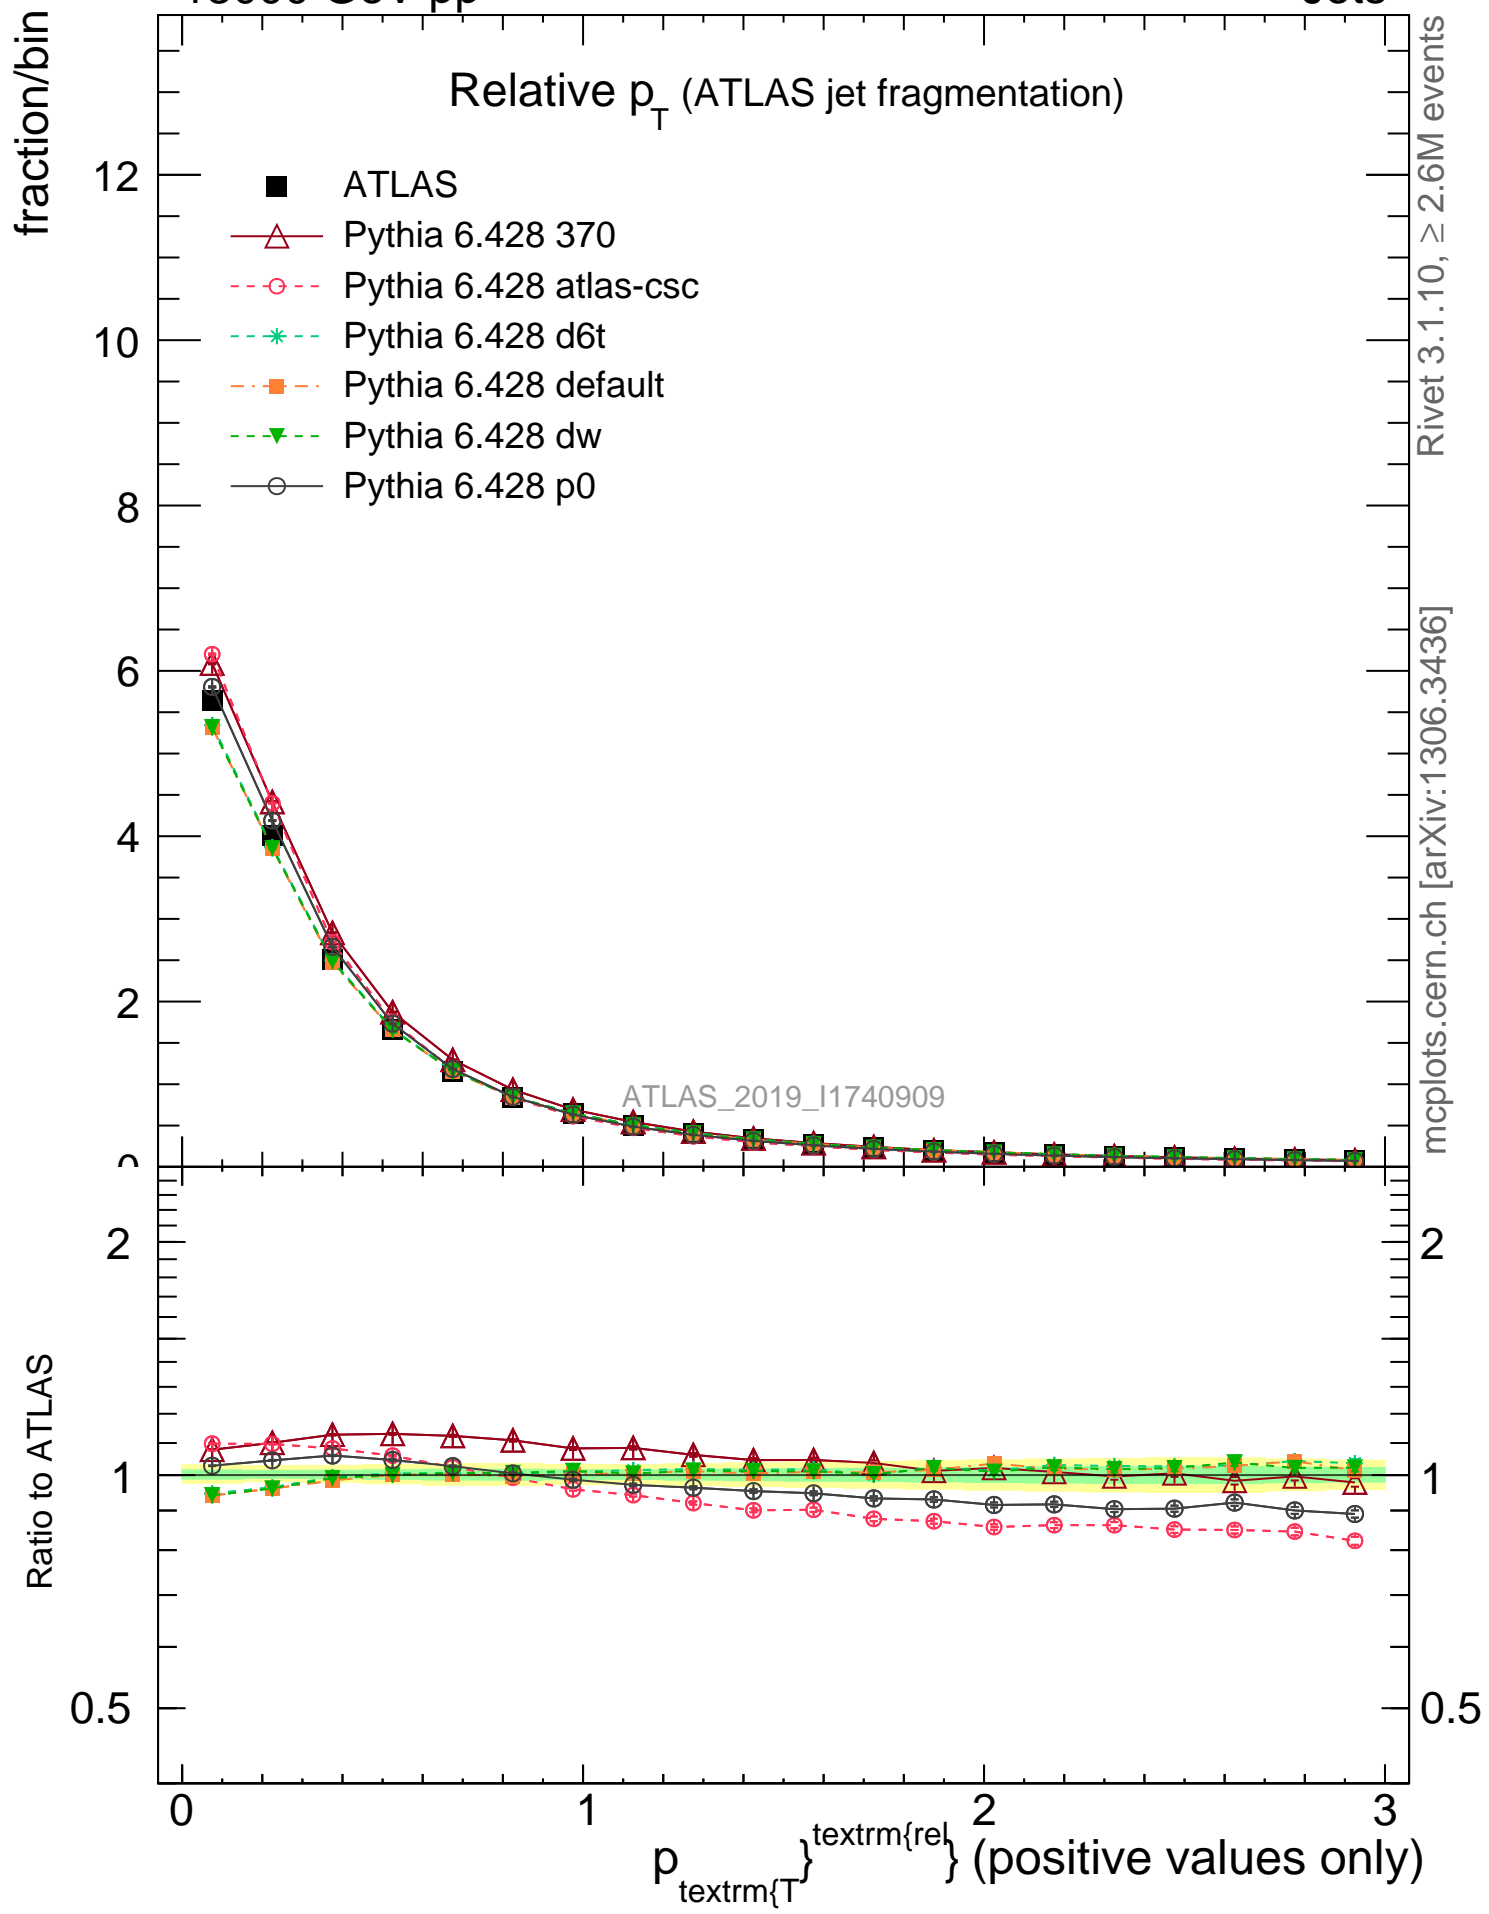 fraction/bin
Relative pT (ATLAS jet fragmentation)
12
10
8
6
4
2
ATLAS
Pythia 6.428 370
Pythia 6.428 atlas-csc
Pythia 6.428 d6t
Pythia 6.428 default
Pythia 6.428 dw
Pythia 6.428 p0
ATLAS_2019_I1740909
Rivet 3.1.10, ≥ 2.6M events
mcplots.cern.ch [arXiv:1306.3436]
Ratio to ATLAS
2
1
0.5
2
1
0.5
0
1
2
3
p textrm{T} textrm{rel} (positive values only)